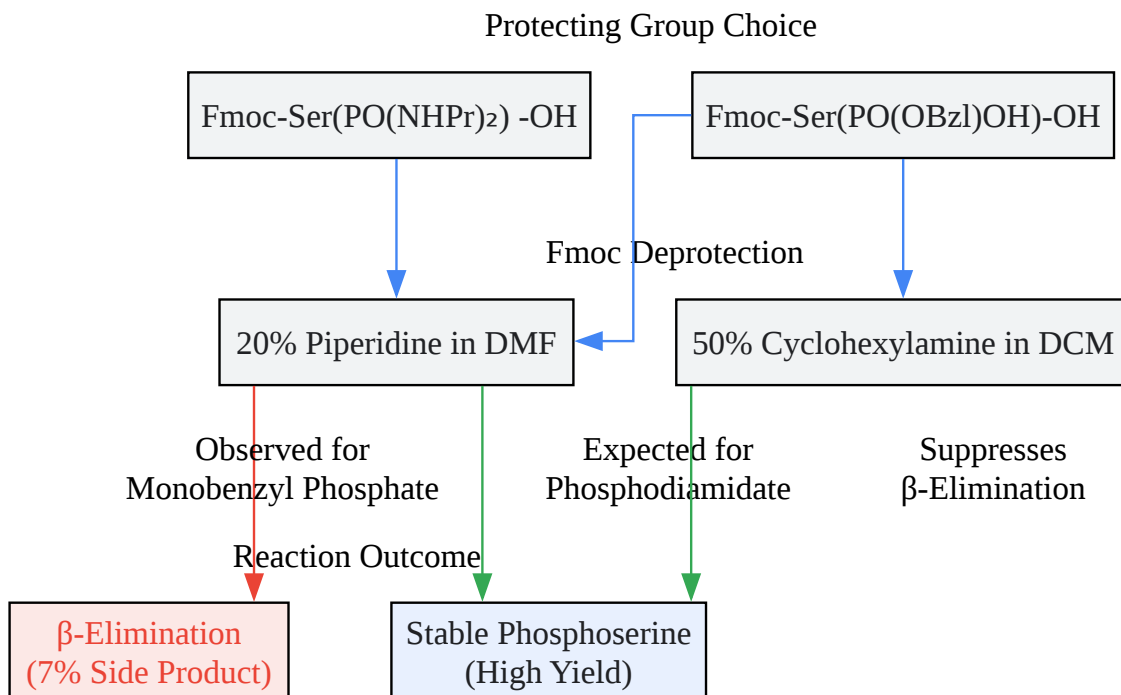 Protecting Group Choice
Fmoc-Ser(PO(NHPr)₂) -OH
Fmoc-Ser(PO(OBzl)OH)-OH
Fmoc Deprotection
20% Piperidine in DMF
50% Cyclohexylamine in DCM
Observed for
Monobenzyl Phosphate
Expected for
Phosphodiamidate
Suppresses
β-Elimination
Reaction Outcome
β-Elimination
(7% Side Product)
Stable Phosphoserine
(High Yield)